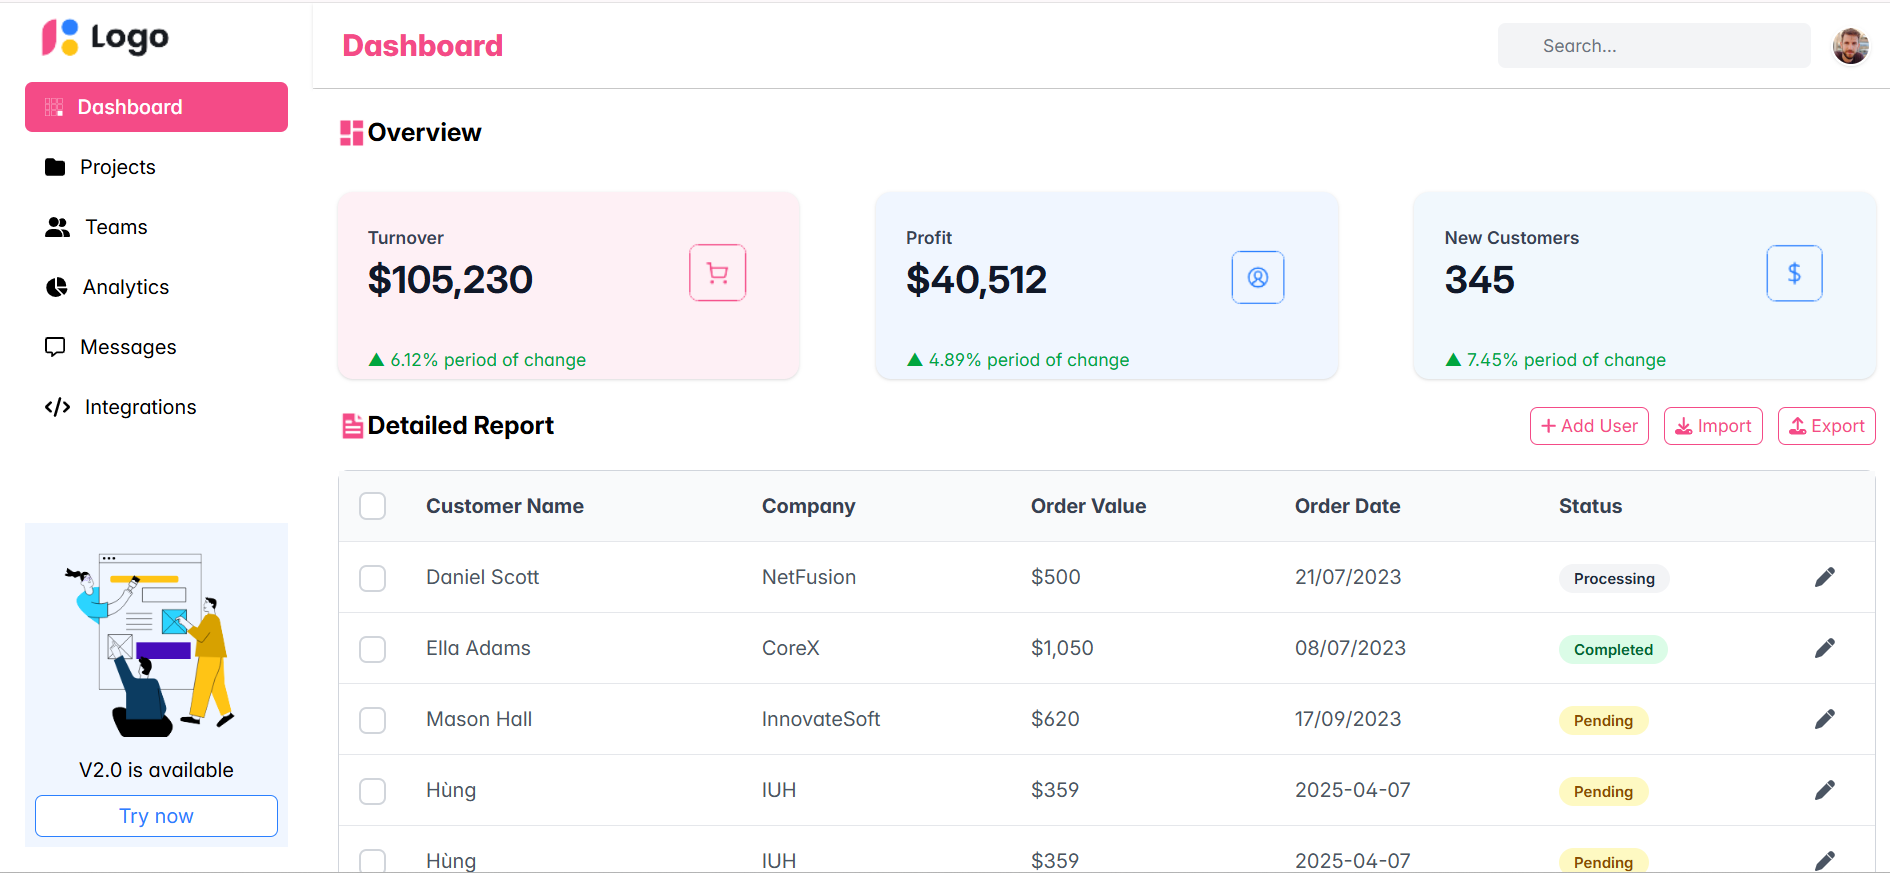 Logo
Dashboard
Search...
Dashboard
Projects
Teams
Analytics
Messages
Integrations
V2.0 is available
Try now
Overview
Turnover
$105,230
▲ 6.12% period of change
Profit
$40,512
▲ 4.89% period of change
New Customers
345
$
▲ 7.45% period of change
Detailed Report
+ Add User Import Export
Customer Name Company Order Value Order Date Status
Daniel Scott NetFusion $500 21/07/2023 Processing
Ella Adams CoreX $1,050 08/07/2023 Completed
Mason Hall InnovateSoft $620 17/09/2023 Pending
Hùng IUH $359 2025-04-07 Pending
Hùng IUH $359 2025-04-07 Pending